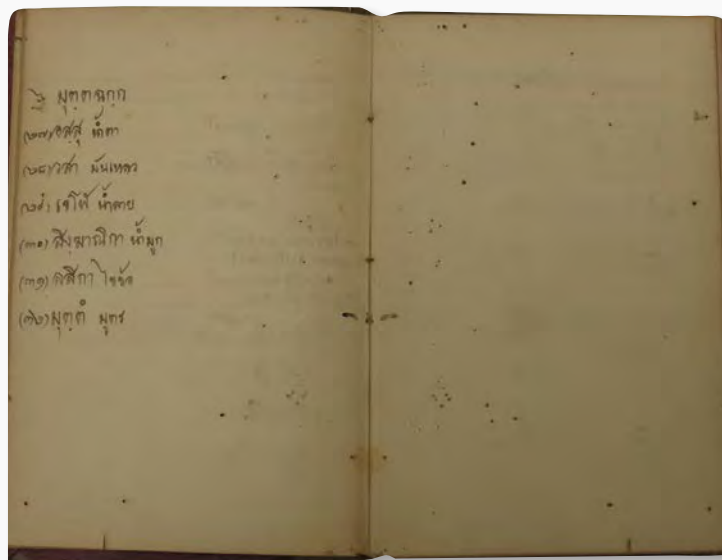 มุตฺตฉกฺก
(๒๗) อสฺสุ น้ำตา
(๒๘) วสา มันเหลว
(๒๙) เขโฬ น้ำลาย
(๓๐) สิงฺฆาณิกา น้ำมูก
(๓๑) ลสิกา ไขข้อ
(๓๒) มุตฺตํ มูตร